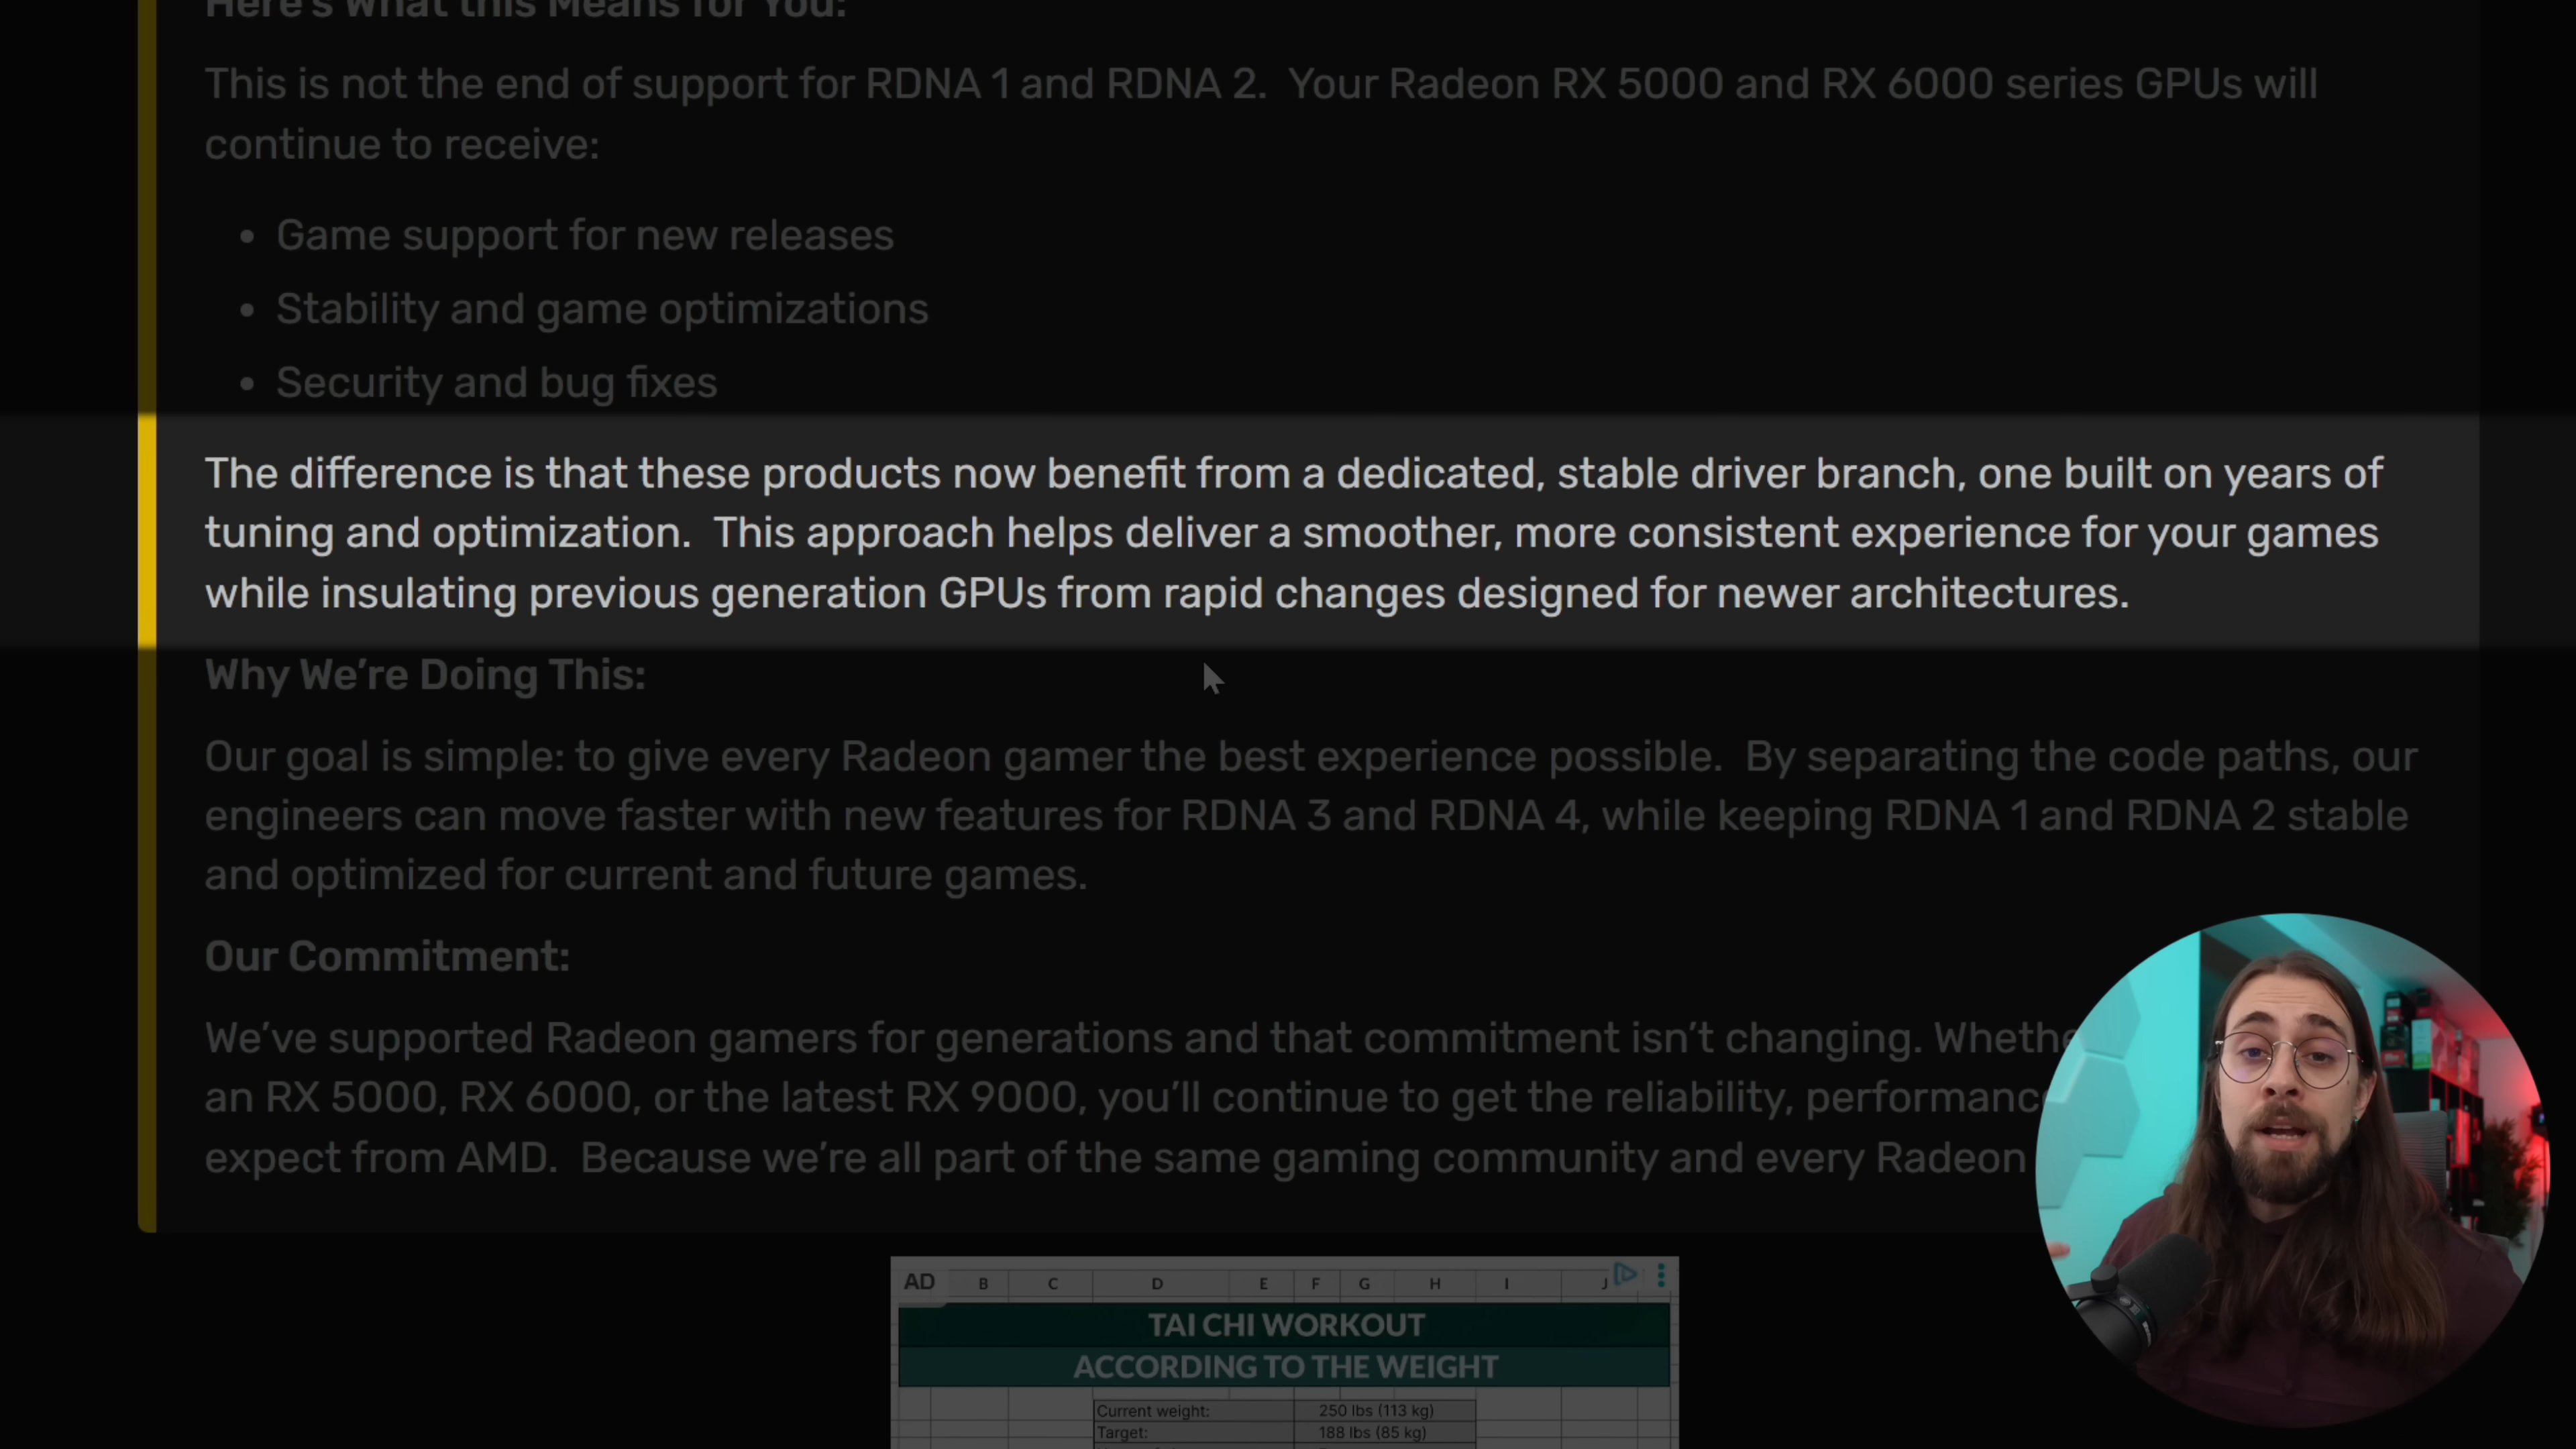 Here's What this Means for You:
This is not the end of support for RDNA 1 and RDNA 2.  Your Radeon RX 5000 and RX 6000 series GPUs will
continue to receive:
• Game support for new releases
• Stability and game optimizations
• Security and bug fixes
The difference is that these products now benefit from a dedicated, stable driver branch, one built on years of
tuning and optimization.  This approach helps deliver a smoother, more consistent experience for your games
while insulating previous generation GPUs from rapid changes designed for newer architectures.
Why We're Doing This:
Our goal is simple: to give every Radeon gamer the best experience possible.  By separating the code paths, our
engineers can move faster with new features for RDNA 3 and RDNA 4, while keeping RDNA 1 and RDNA 2 stable
and optimized for current and future games.
Our Commitment:
We've supported Radeon gamers for generations and that commitment isn't changing. Whethe
an RX 5000, RX 6000, or the latest RX 9000, you'll continue to get the reliability, performanc
expect from AMD.  Because we're all part of the same gaming community and every Radeon
AD B C D E F G H I J
TAI CHI WORKOUT
ACCORDING TO THE WEIGHT
Current weight: 250 lbs (113 kg)
Target: 188 lbs (85 kg)